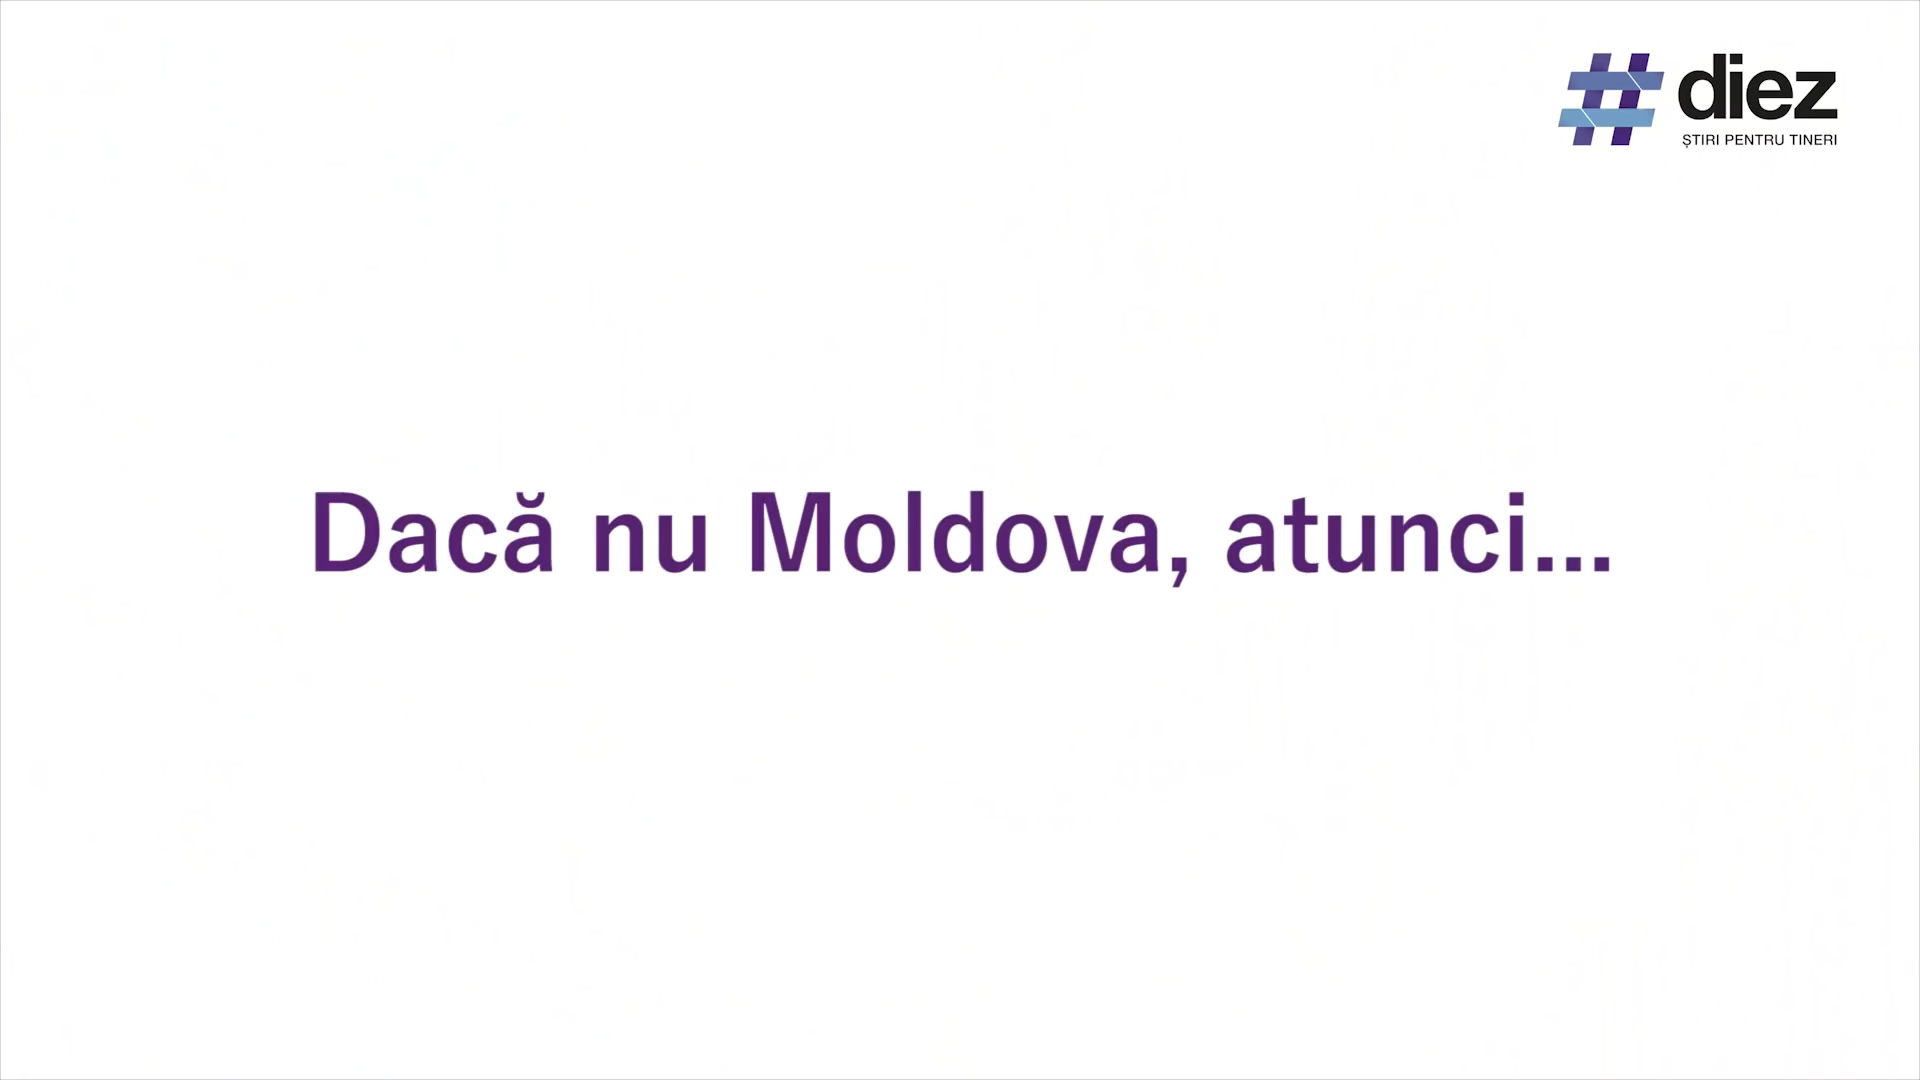 #diez
ȘTIRI PENTRU TINERI
Dacă nu Moldova, atunci...